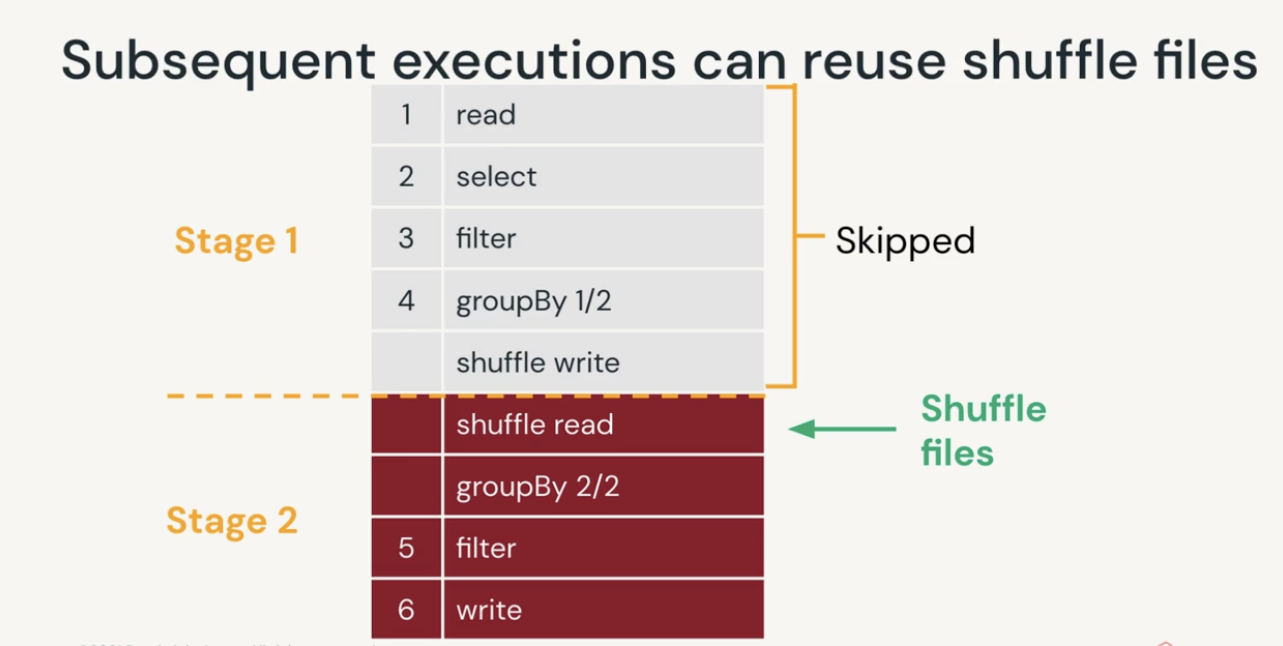 Subsequent executions can reuse shuffle files
1 read
2 select
Stage 1
3 filter
Skipped
4 groupBy 1/2
shuffle write
shuffle read
Shuffle
files
groupBy 2/2
Stage 2
5 filter
6 write